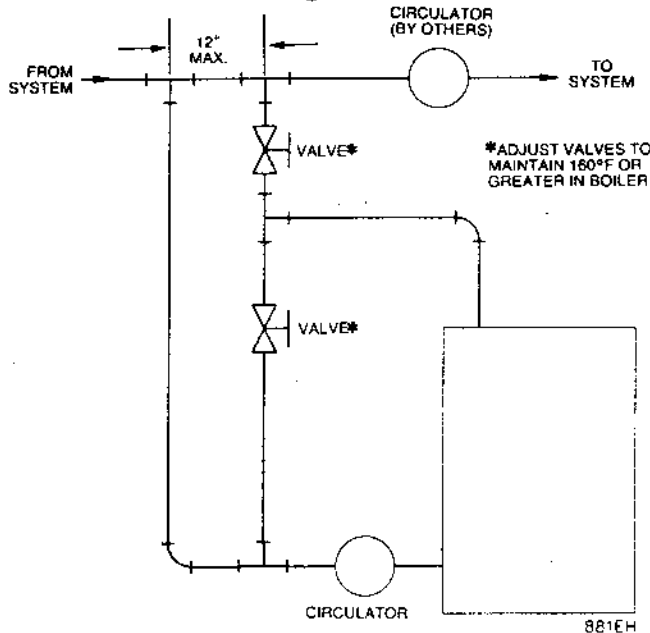 CIRCULATOR
(BY OTHERS)
12"
MAX.
FROM
SYSTEM
TO
SYSTEM
VALVE*
*ADJUST VALVES TO
MAINTAIN 160°F OR
GREATER IN BOILER
VALVE*
CIRCULATOR
881EH